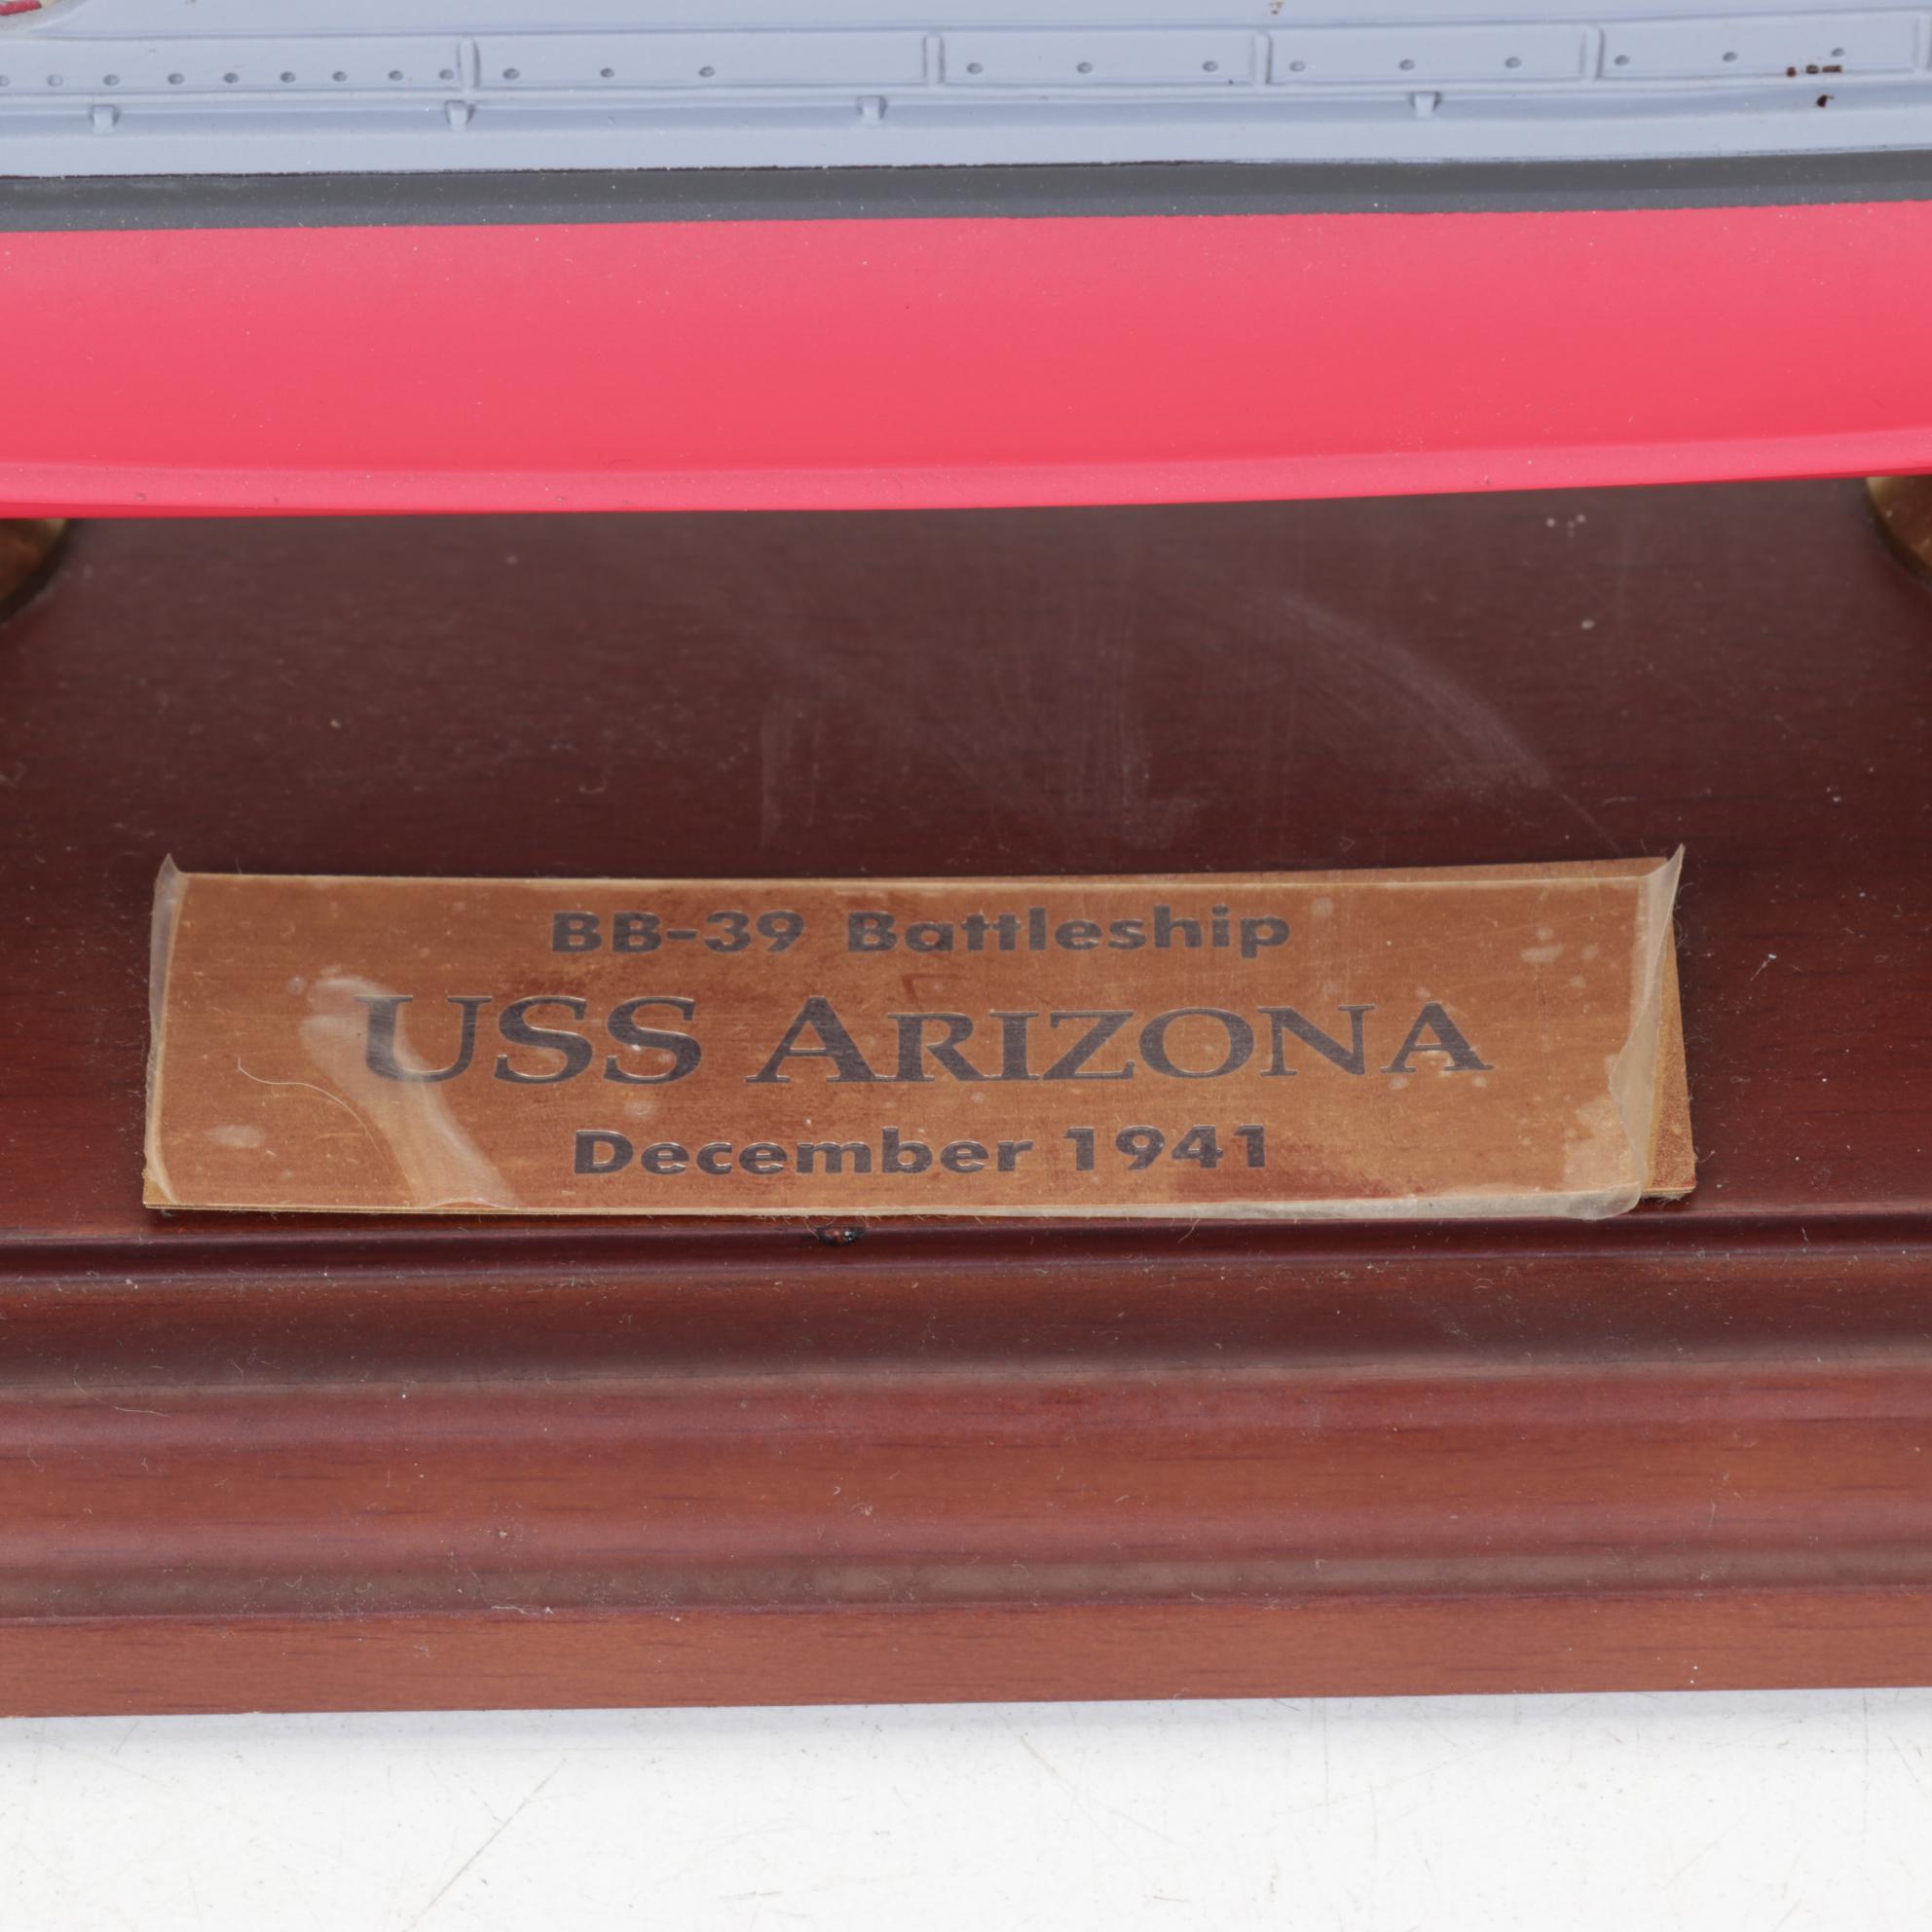 BB-39 Battleship
USS ARIZONA
December 1941